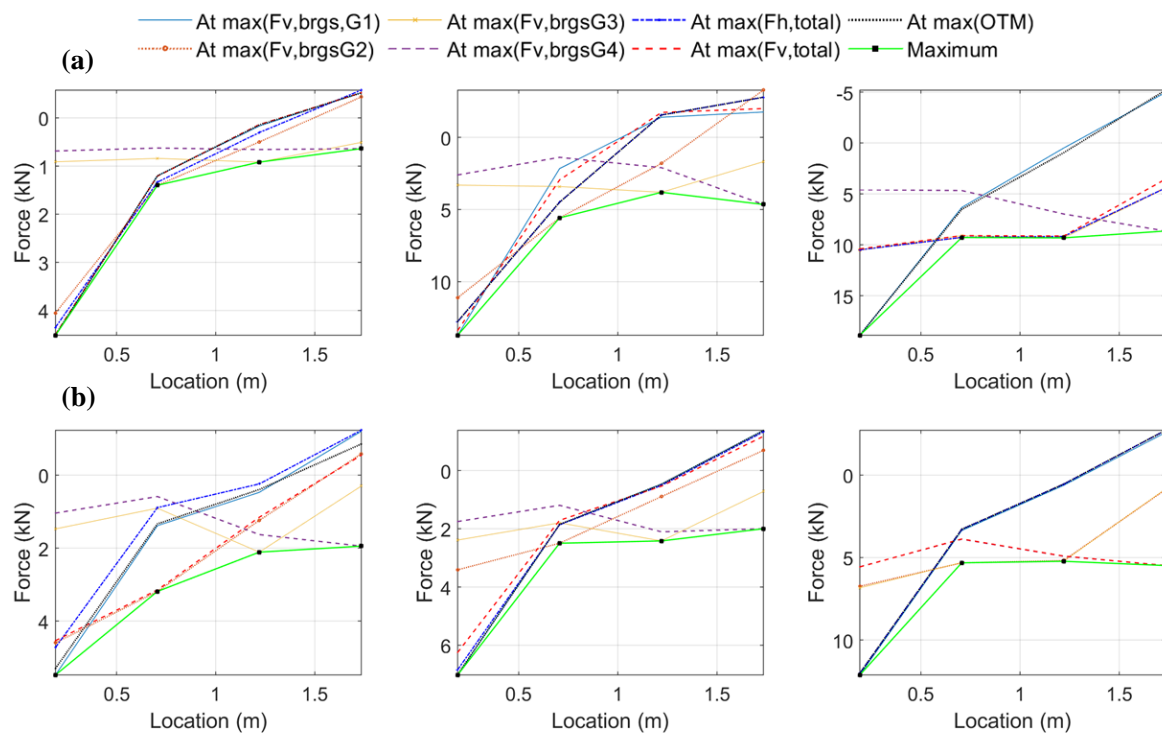 At max(Fv,brgs,G1) At max(Fv,brgsG3) At max(Fh,total) At max(OTM)
At max(Fv,brgsG2) At max(Fv,brgsG4) At max(Fv,total) Maximum
(a)
Force (kN) 0 1 2 3 4 0.5 1 1.5 Location (m)
Force (kN) 0 5 10 0.5 1 1.5 Location (m)
Force (kN) -5 0 5 10 15 0.5 1 1.5 Location (m)
(b)
Force (kN) 0 2 4 0.5 1 1.5 Location (m)
Force (kN) 0 2 4 6 0.5 1 1.5 Location (m)
Force (kN) 0 5 10 0.5 1 1.5 Location (m)